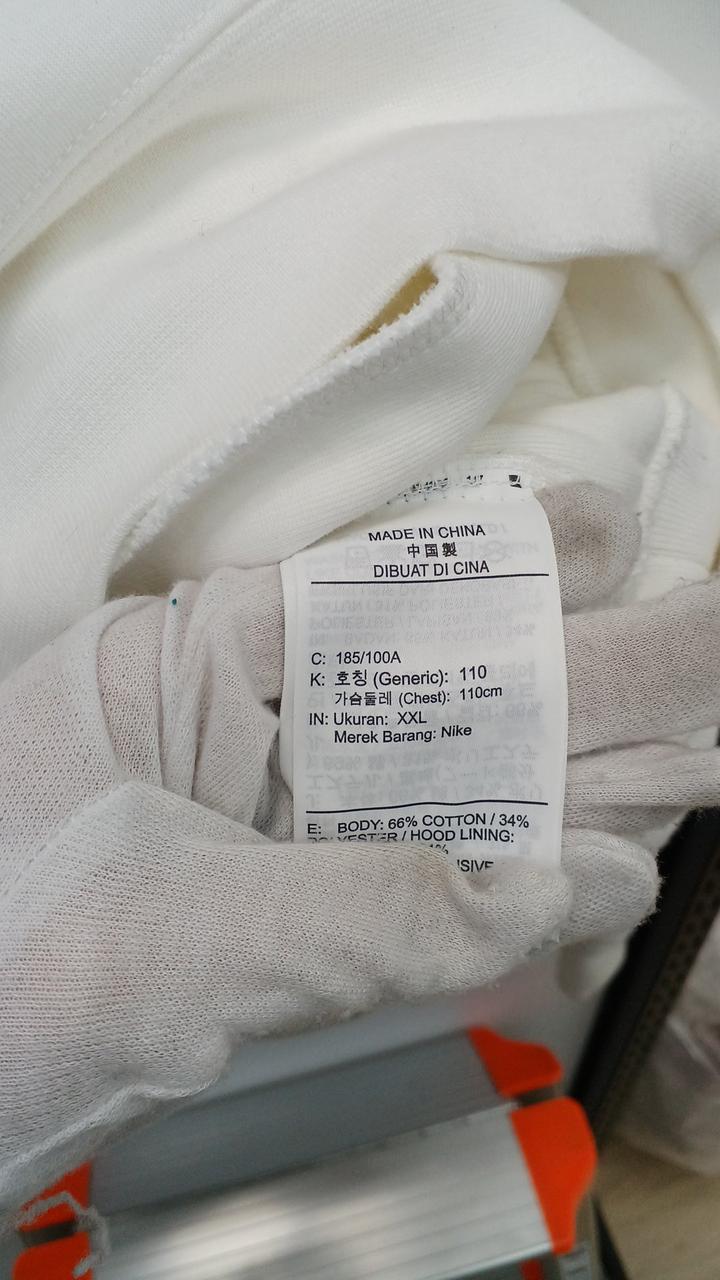 MADE IN CHINA
中国製
DIBUAT DI CINA
C: 185/100A
K: 호칭 (Generic): 110
가슴둘레 (Chest): 110cm
IN: Ukuran: XXL
Merek Barang: Nike
E: BODY: 66% COTTON / 34%
POLYESTER / HOOD LINING: